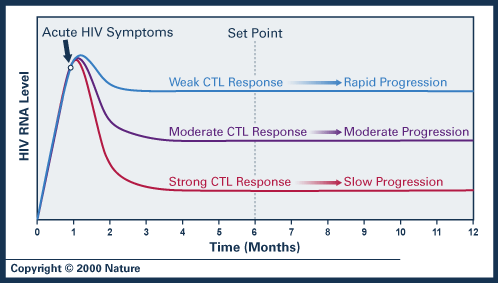 Acute HIV Symptoms
Set Point
HIV RNA Level
Weak CTL Response Rapid Progression
Moderate CTL Response Moderate Progression
Strong CTL Response Slow Progression
0 1 2 3 4 5 6 7 8 9 10 11 12
Time (Months)
Copyright © 2000 Nature